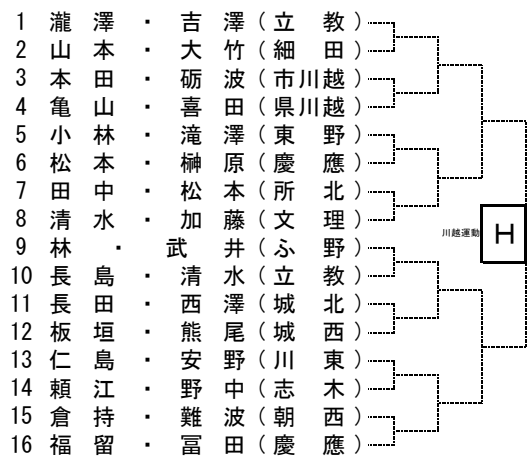 1 瀧澤・吉澤(立教)
2 山本・大竹(細田)
3 本田・砺波(市川越)
4 亀山・喜田(県川越)
5 小林・滝澤(東野)
6 松本・榊原(慶應)
7 田中・松本(所北)
8 清水・加藤(文理)
川越運動 H
9 林・武井(ふ野)
10 長島・清水(立教)
11 長田・西澤(城北)
12 板垣・熊尾(城西)
13 仁島・安野(川東)
14 頼江・野中(志木)
15 倉持・難波(朝西)
16 福留・冨田(慶應)